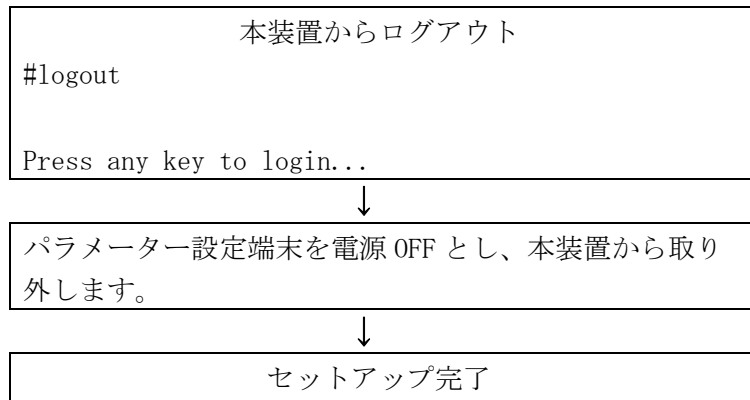 本装置からログアウト
#logout
Press any key to login...
↓
パラメーター設定端末を電源 OFF とし、本装置から取り
外します。
↓
セットアップ完了